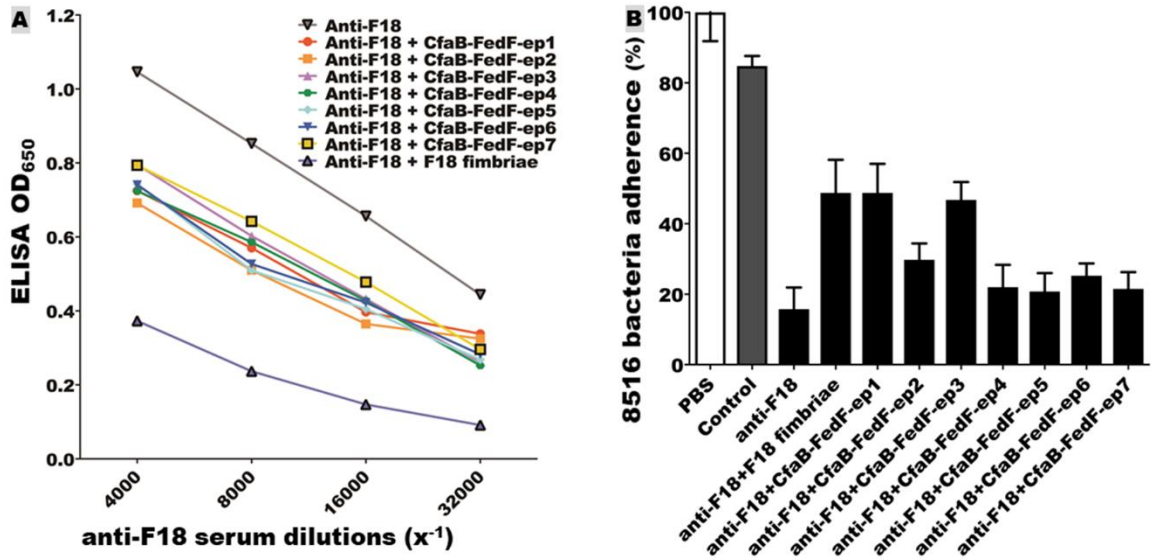 A
1.2
1.0
0.8
0.6
0.4
0.2
0.0
ELISA OD650
Anti-F18
Anti-F18 + CfaB-FedF-ep1
Anti-F18 + CfaB-FedF-ep2
Anti-F18 + CfaB-FedF-ep3
Anti-F18 + CfaB-FedF-ep4
Anti-F18 + CfaB-FedF-ep5
Anti-F18 + CfaB-FedF-ep6
Anti-F18 + CfaB-FedF-ep7
Anti-F18 + F18 fimbriae
4000
8000
16000
32000
anti-F18 serum dilutions (x-1)
B
100
80
60
40
20
0
8516 bacteria adherence (%)
PBS
Control
anti-F18
anti-F18+F18 fimbriae
anti-F18+CfaB-FedF-ep1
anti-F18+CfaB-FedF-ep2
anti-F18+CfaB-FedF-ep3
anti-F18+CfaB-FedF-ep4
anti-F18+CfaB-FedF-ep5
anti-F18+CfaB-FedF-ep6
anti-F18+CfaB-FedF-ep7